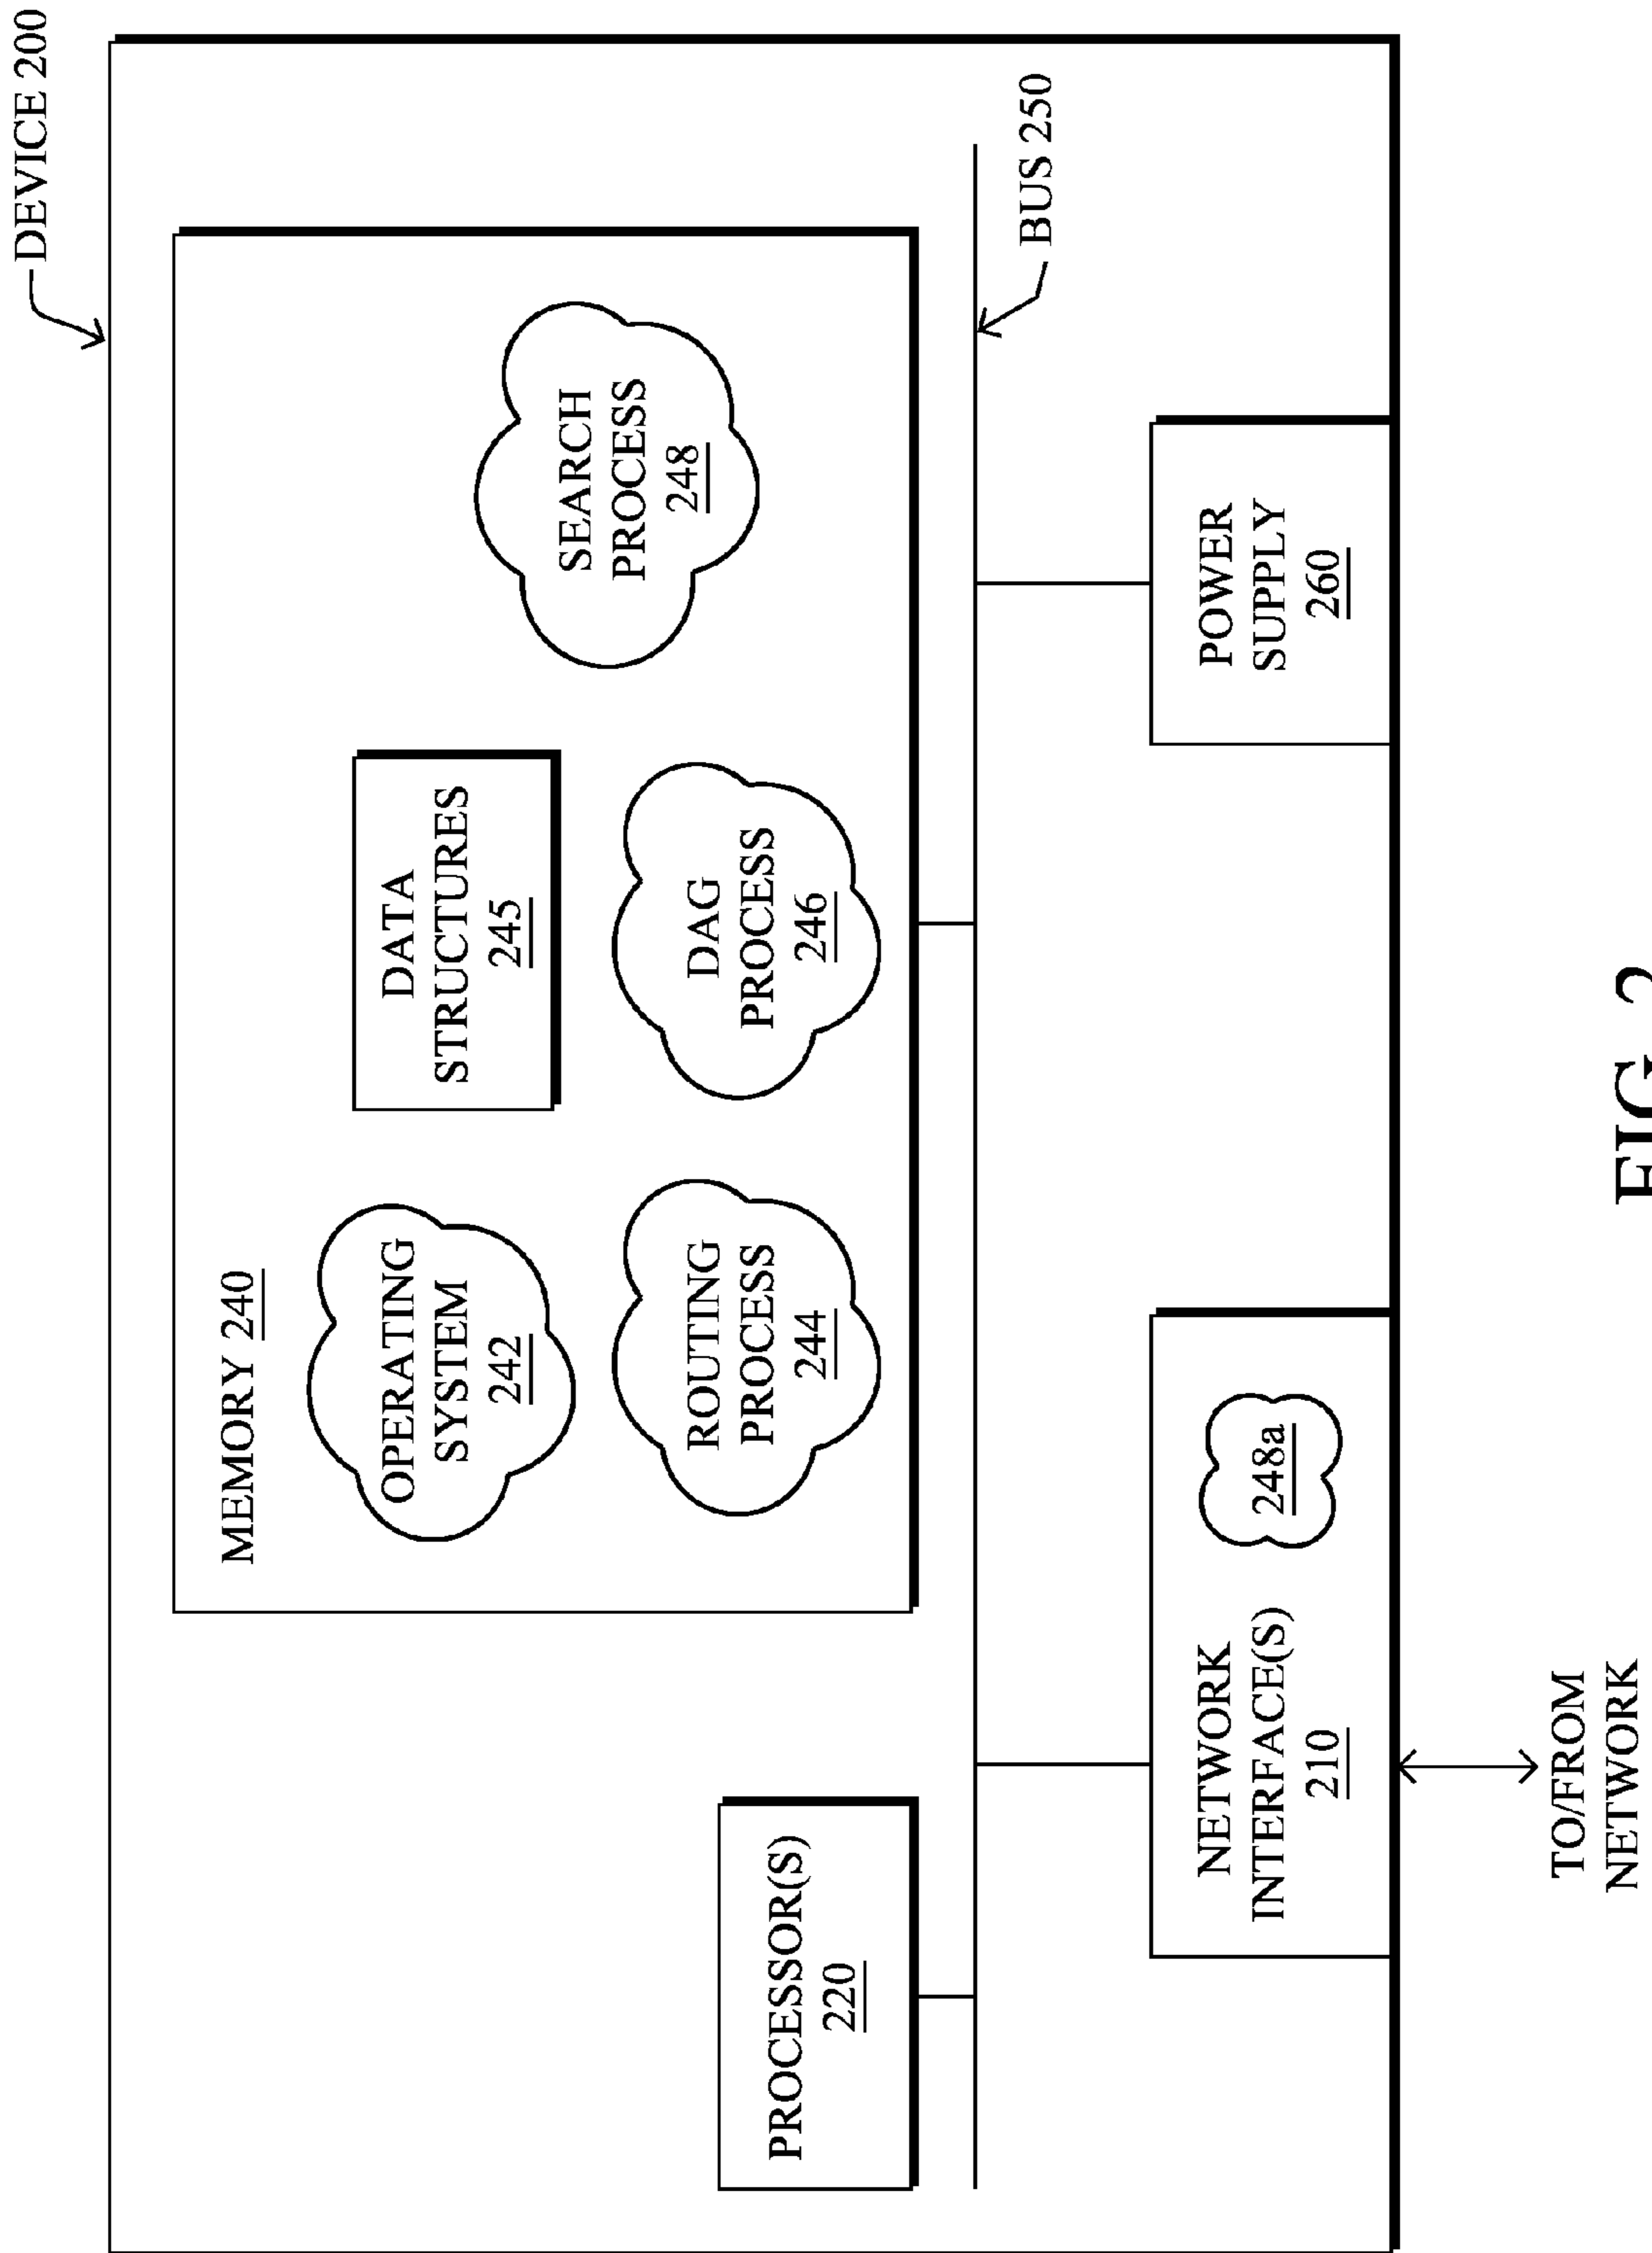 DEVICE 200
MEMORY 240
OPERATING
SYSTEM
242
DATA
STRUCTURES
245
SEARCH
PROCESS
248
ROUTING
PROCESS
244
DAG
PROCESS
246
PROCESSOR(S)
220
BUS 250
NETWORK
INTERFACE(S)
210
248a
POWER
SUPPLY
260
TO/FROM
NETWORK
FIG. 2